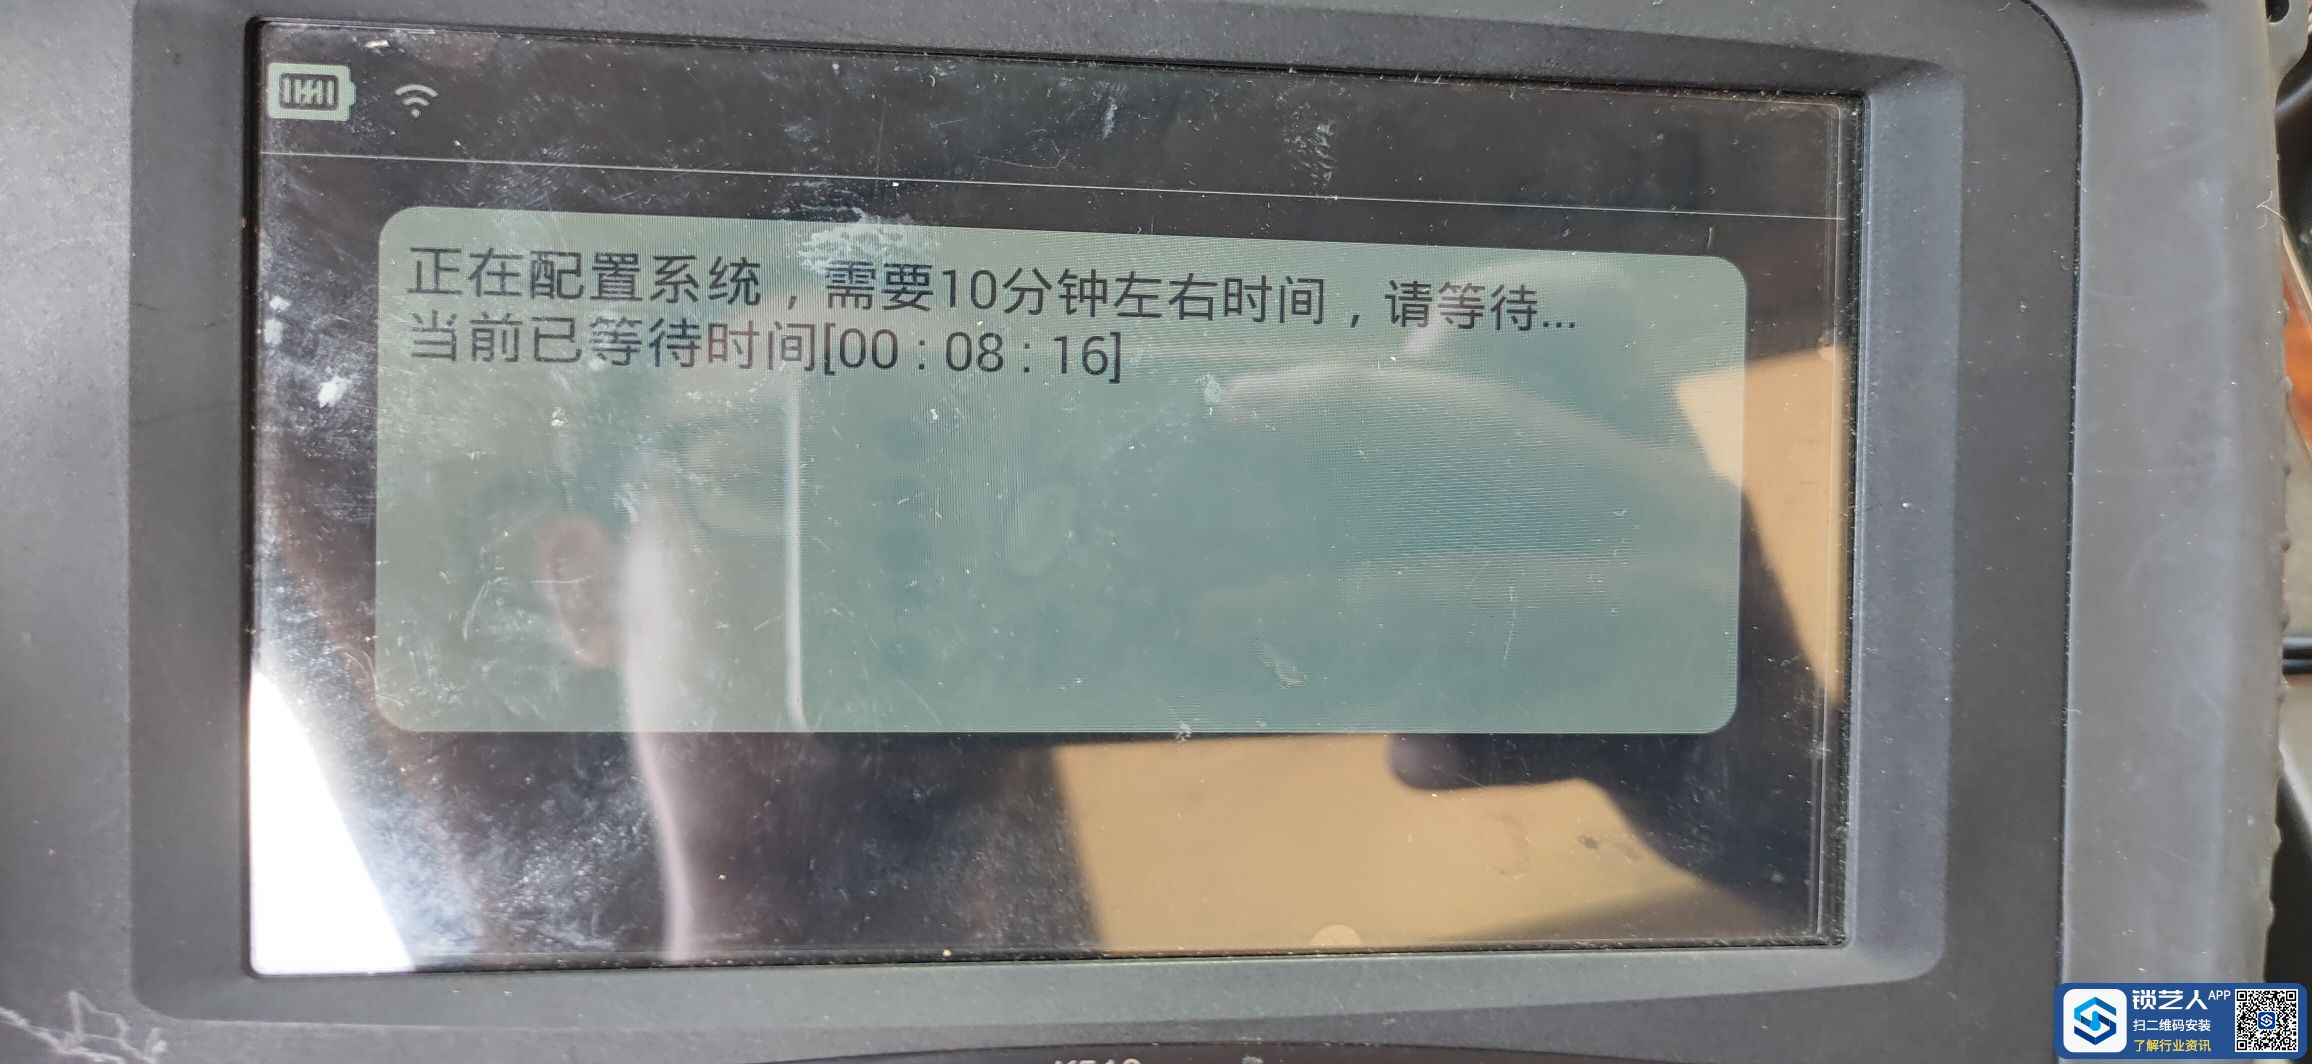 正在配置系统，需要10分钟左右时间，请等待...
当前已等待时间[00 : 08 : 16]
锁艺人APP
扫二维码安装
了解行业资讯